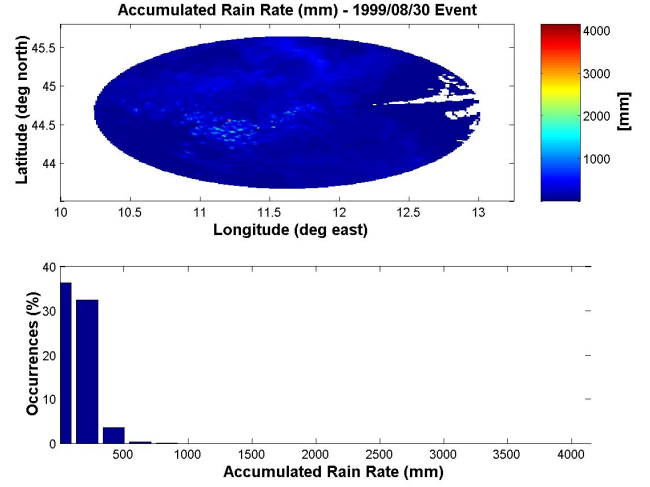 Accumulated Rain Rate (mm) - 1999/08/30 Event
45.5
45
44.5
44
Latitude (deg north)
10 10.5 11 11.5 12 12.5 13
Longitude (deg east)
4000
3000
2000
1000
[mm]
40
30
20
10
0
Occurrences (%)
500 1000 1500 2000 2500 3000 3500 4000
Accumulated Rain Rate (mm)